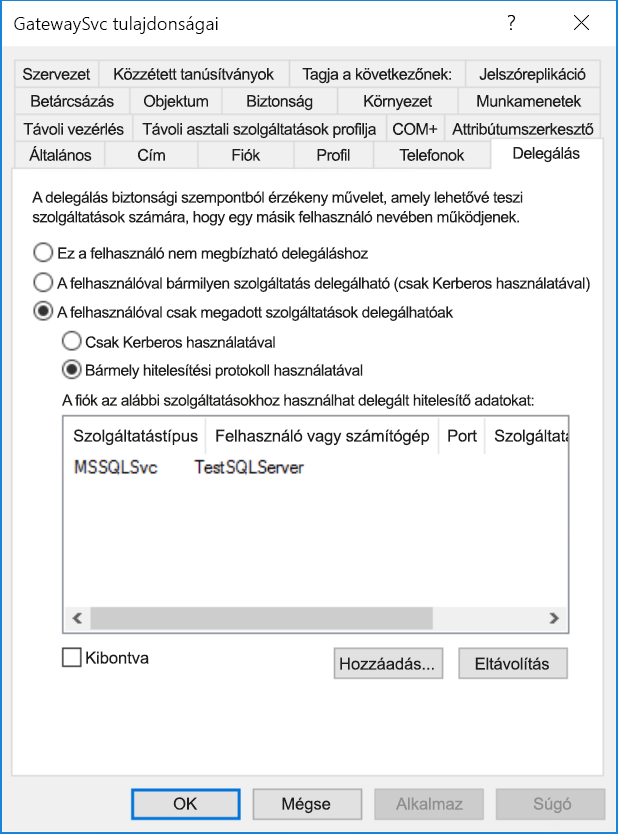 GatewaySvc tulajdonságai ?
Szervezet Közzétett tanúsítványok Tagja a következőnek: Jelszóreplikáció
Betárcsázás Objektum Biztonság Környezet Munkamenetek
Távoli vezérlés Távoli asztali szolgáltatások profilja COM+ Attribútumszerkesztő
Általános Cím Fiók Profil Telefonok Delegálás
A delegálás biztonsági szempontból érzékeny művelet, amely lehetővé teszi
szolgáltatások számára, hogy egy másik felhasználó nevében működjenek.
Ez a felhasználó nem megbízható delegáláshoz
A felhasználóval bármilyen szolgáltatás delegálható (csak Kerberos használatával)
A felhasználóval csak megadott szolgáltatások delegálhatóak
Csak Kerberos használatával
Bármely hitelesítési protokoll használatával
A fiók az alábbi szolgáltatásokhoz használhat delegált hitelesítő adatokat:
Szolgáltatástípus Felhasználó vagy számítógép Port Szolgáltatá
MSSQLSvc TestSQLServer
Kibontva Hozzáadás... Eltávolítás
OK Mégse Alkalmaz Súgó